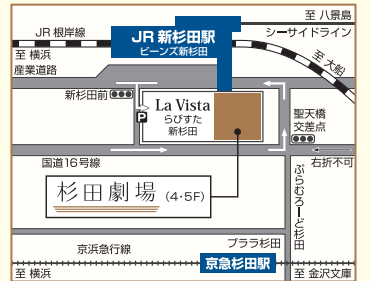 至 八景島
JR 根岸線
JR 新杉田駅
ビーンズ新杉田
シーサイドライン
至 横浜
至 大船
産業道路
新杉田前
La Vista
らびすた
新杉田
P
聖天橋
交差点
国道16号線
右折不可
杉田劇場 (4・5F)
ぷらむろーど杉田
プララ杉田
京浜急行線
京急杉田駅
至 横浜
至 金沢文庫